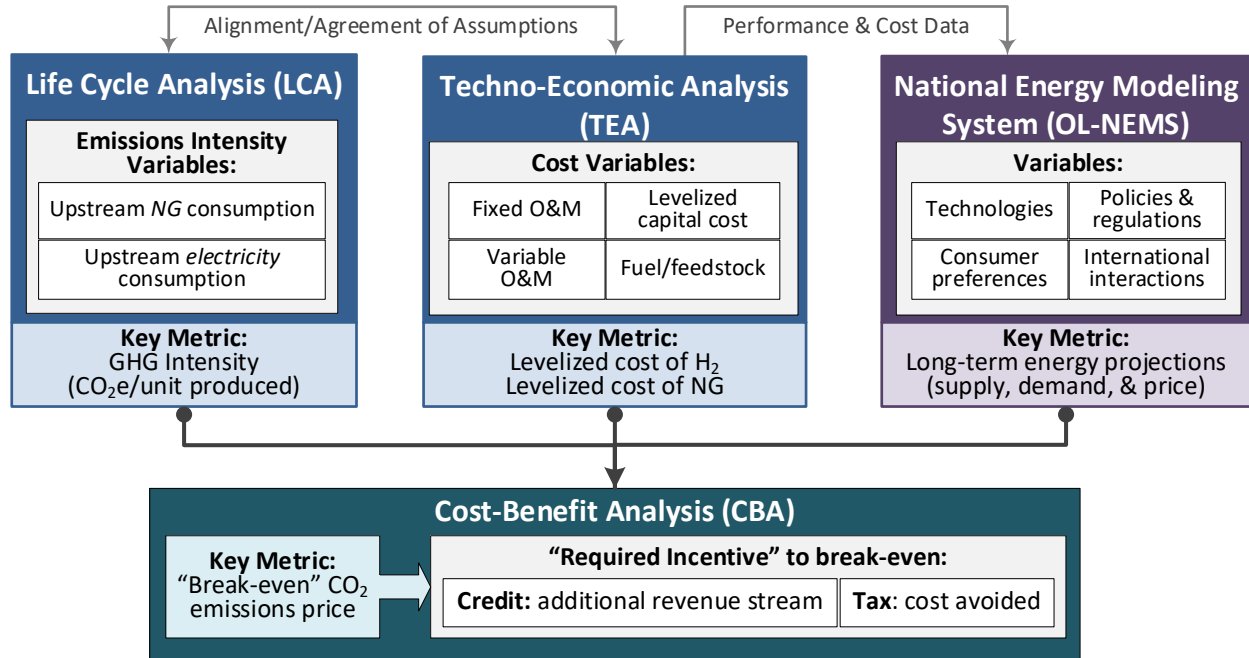 Alignment/Agreement of Assumptions
Performance & Cost Data
Life Cycle Analysis (LCA)
Emissions Intensity
Variables:
Upstream NG consumption
Upstream electricity
consumption
Key Metric:
GHG Intensity
(CO₂e/unit produced)
Techno-Economic Analysis
(TEA)
Cost Variables:
Fixed O&M
Levelized
capital cost
Variable
O&M
Fuel/feedstock
Key Metric:
Levelized cost of H₂
Levelized cost of NG
National Energy Modeling
System (OL-NEMS)
Variables:
Technologies
Policies &
regulations
Consumer
preferences
International
interactions
Key Metric:
Long-term energy projections
(supply, demand, & price)
Cost-Benefit Analysis (CBA)
Key Metric:
“Break-even” CO₂
emissions price
“Required Incentive” to break-even:
Credit: additional revenue stream
Tax: cost avoided